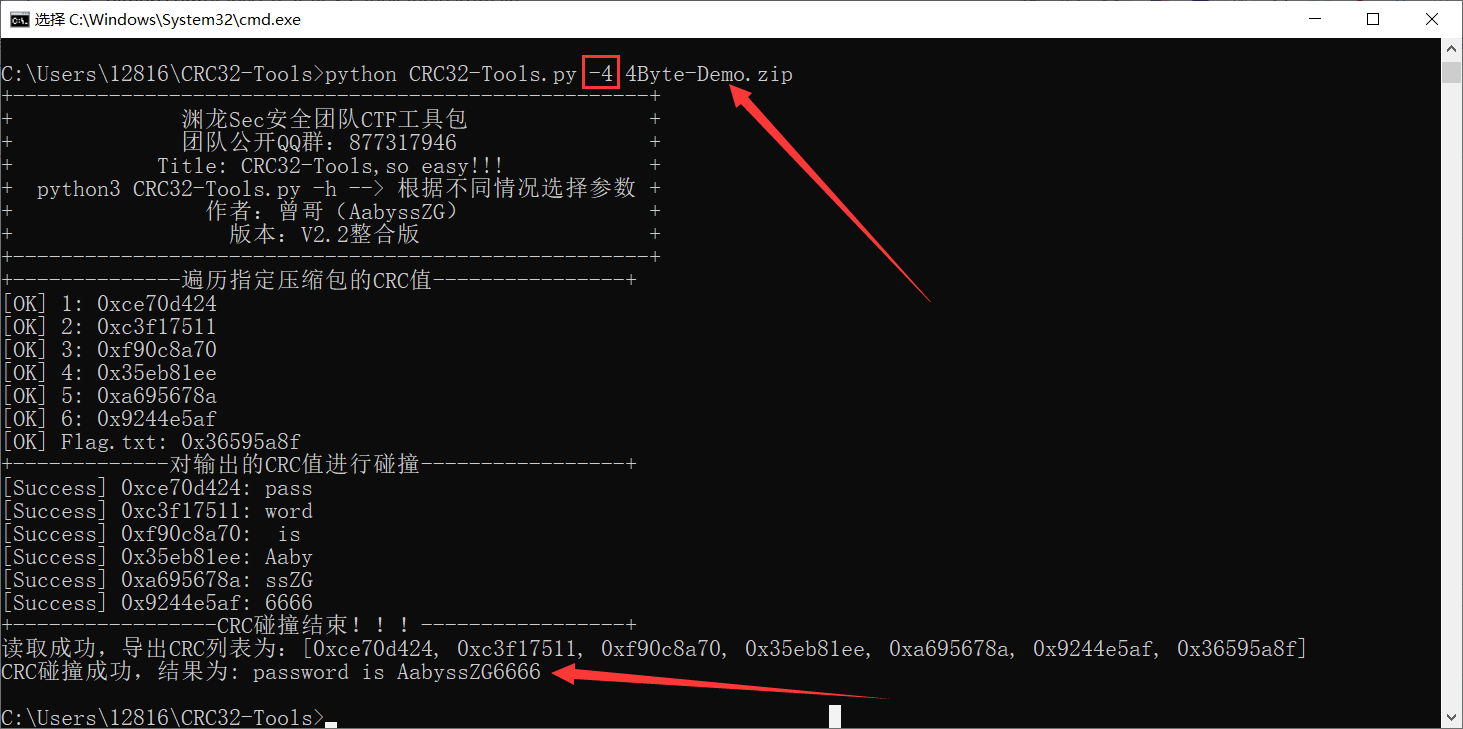 选择 C:\Windows\System32\cmd.exe
C:\Users\12816\CRC32-Tools>python CRC32-Tools.py -4 4Byte-Demo.zip
+-----------------------------------------------------+
+ 渊龙Sec安全团队CTF工具包 +
+ 团队公开QQ群：877317946 +
+ Title: CRC32-Tools,so easy!!! +
+ python3 CRC32-Tools.py -h --> 根据不同情况选择参数 +
+ 作者：曾哥（AabyssZG） +
+ 版本：V2.2整合版 +
+-----------------------------------------------------+
+--------------遍历指定压缩包的CRC值----------------+
[OK] 1: 0xce70d424
[OK] 2: 0xc3f17511
[OK] 3: 0xf90c8a70
[OK] 4: 0x35eb81ee
[OK] 5: 0xa695678a
[OK] 6: 0x9244e5af
[OK] Flag.txt: 0x36595a8f
+-------------对输出的CRC值进行碰撞-----------------+
[Success] 0xce70d424: pass
[Success] 0xc3f17511: word
[Success] 0xf90c8a70:  is
[Success] 0x35eb81ee: Aaby
[Success] 0xa695678a: ssZG
[Success] 0x9244e5af: 6666
+-----------------CRC碰撞结束！！！-----------------+
读取成功，导出CRC列表为：[0xce70d424, 0xc3f17511, 0xf90c8a70, 0x35eb81ee, 0xa695678a, 0x9244e5af, 0x36595a8f]
CRC碰撞成功，结果为: password is AabyssZG6666
C:\Users\12816\CRC32-Tools>